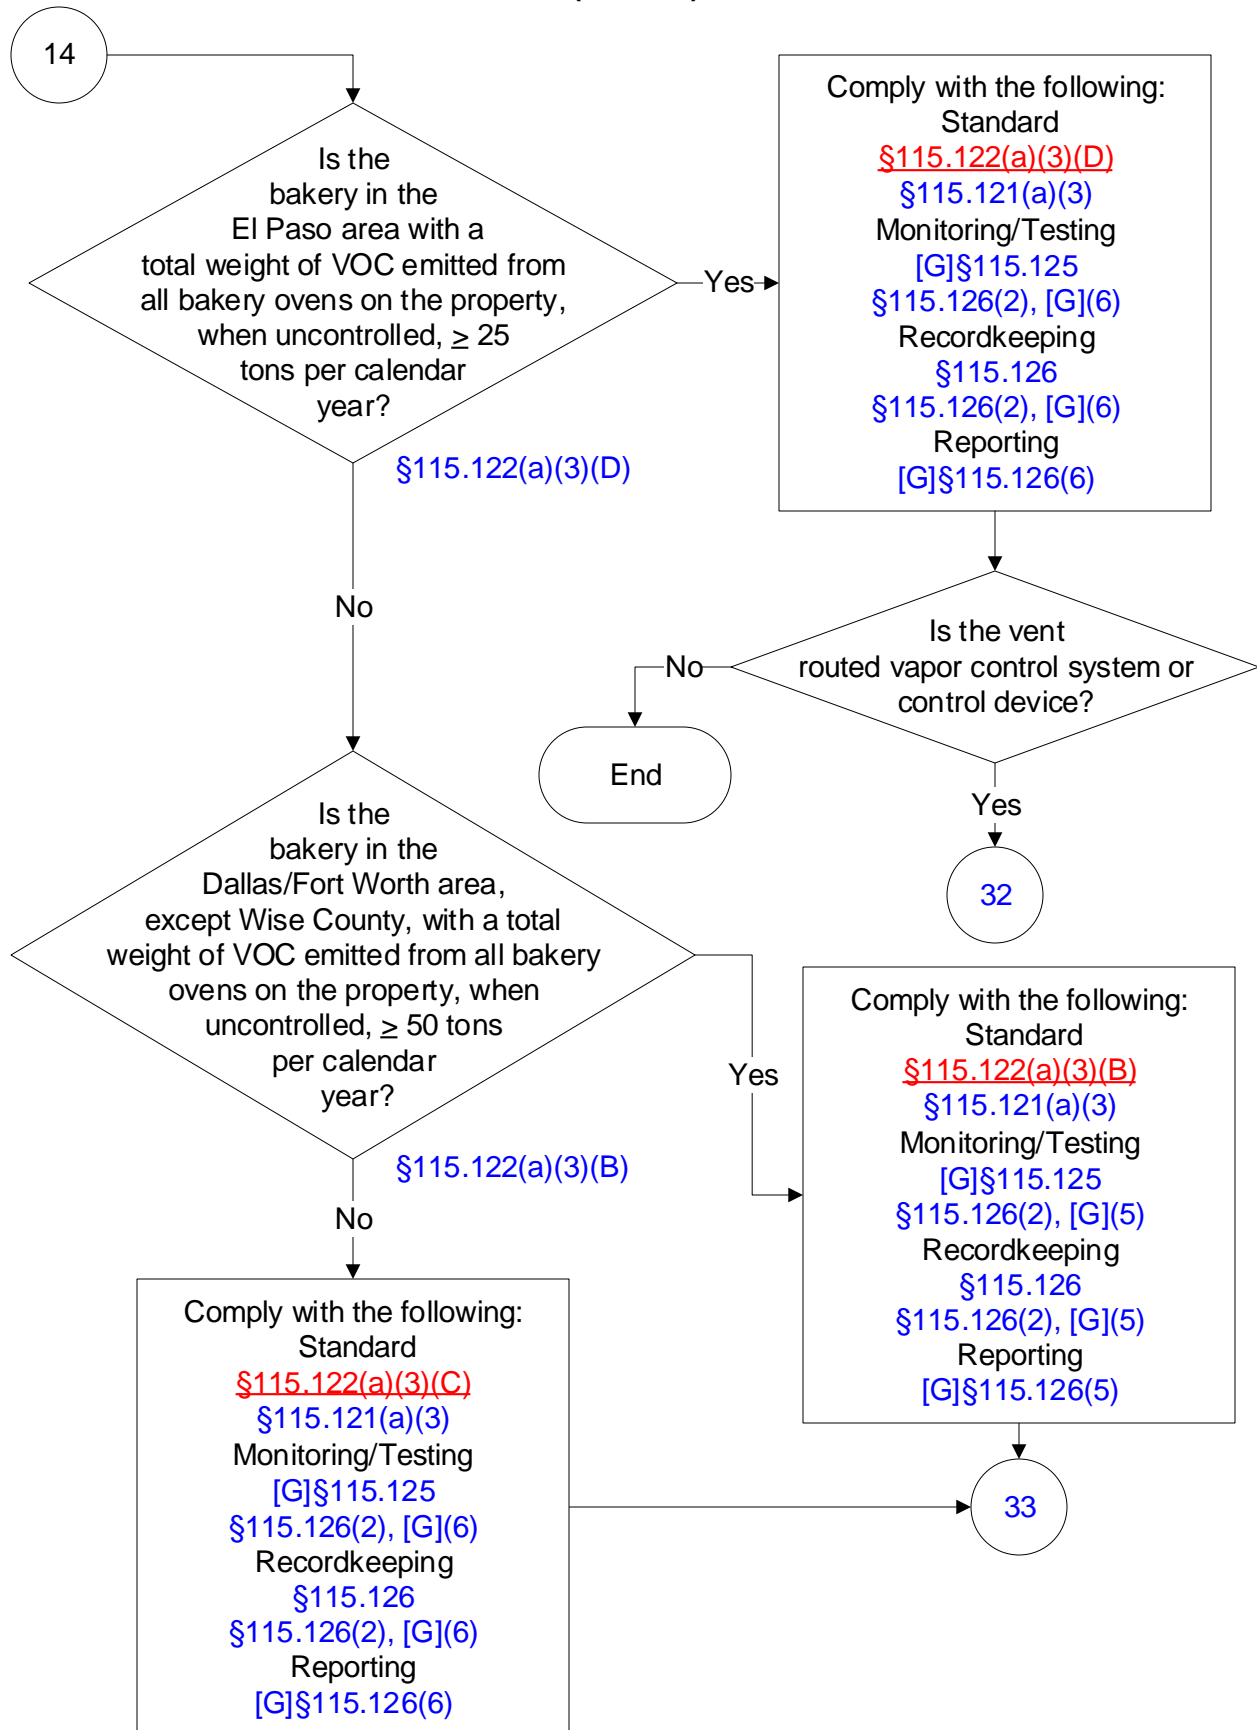 14
Is the
bakery in the
El Paso area with a
total weight of VOC emitted from
all bakery ovens on the property,
when uncontrolled, ≥ 25
tons per calendar
year?
§115.122(a)(3)(D)
Yes
Comply with the following:
Standard
§115.122(a)(3)(D)
§115.121(a)(3)
Monitoring/Testing
[G]§115.125
§115.126(2), [G](6)
Recordkeeping
§115.126
§115.126(2), [G](6)
Reporting
[G]§115.126(6)
Is the vent
routed vapor control system or
control device?
No
End
Yes
32
No
Is the
bakery in the
Dallas/Fort Worth area,
except Wise County, with a total
weight of VOC emitted from all bakery
ovens on the property, when
uncontrolled, ≥ 50 tons
per calendar
year?
§115.122(a)(3)(B)
Yes
Comply with the following:
Standard
§115.122(a)(3)(B)
§115.121(a)(3)
Monitoring/Testing
[G]§115.125
§115.126(2), [G](5)
Recordkeeping
§115.126
§115.126(2), [G](5)
Reporting
[G]§115.126(5)
No
Comply with the following:
Standard
§115.122(a)(3)(C)
§115.121(a)(3)
Monitoring/Testing
[G]§115.125
§115.126(2), [G](6)
Recordkeeping
§115.126
§115.126(2), [G](6)
Reporting
[G]§115.126(6)
33